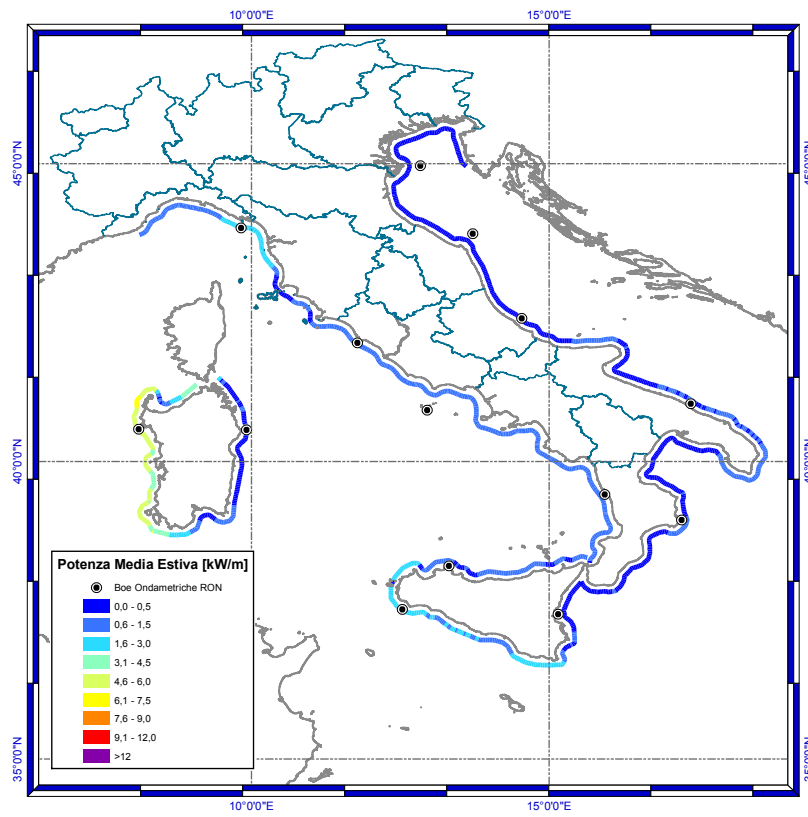 10°0'0"E 15°0'0"E
45°0'0"N 45°0'0"N
40°0'0"N 40°0'0"N
Potenza Media Estiva [kW/m]
Boe Ondametriche RON
0,0 - 0,5
0,6 - 1,5
1,6 - 3,0
3,1 - 4,5
4,6 - 6,0
6,1 - 7,5
7,6 - 9,0
9,1 - 12,0
>12
35°0'0"N 35°0'0"N
10°0'0"E 15°0'0"E